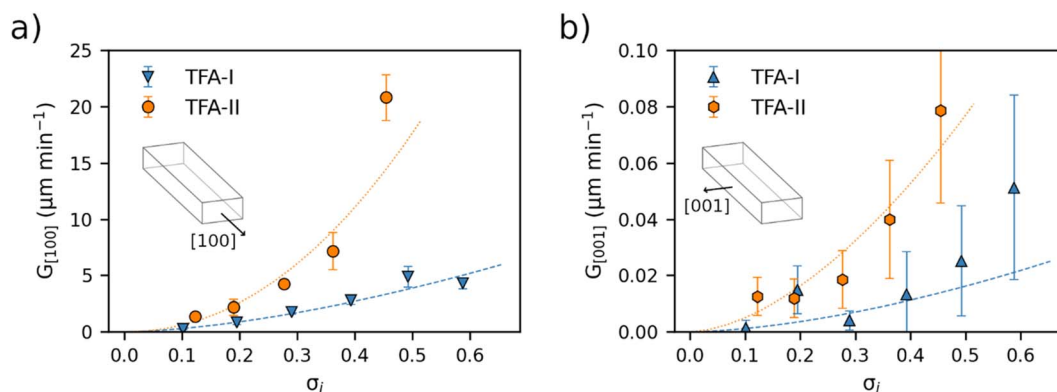 a)
25
20
15
10
5
0
G[100] (μm min⁻¹)
TFA-I
TFA-II
[100]
0.0 0.1 0.2 0.3 0.4 0.5 0.6
σi
b)
0.10
0.08
0.06
0.04
0.02
0.00
G[001] (μm min⁻¹)
TFA-I
TFA-II
[001]
0.0 0.1 0.2 0.3 0.4 0.5 0.6
σi